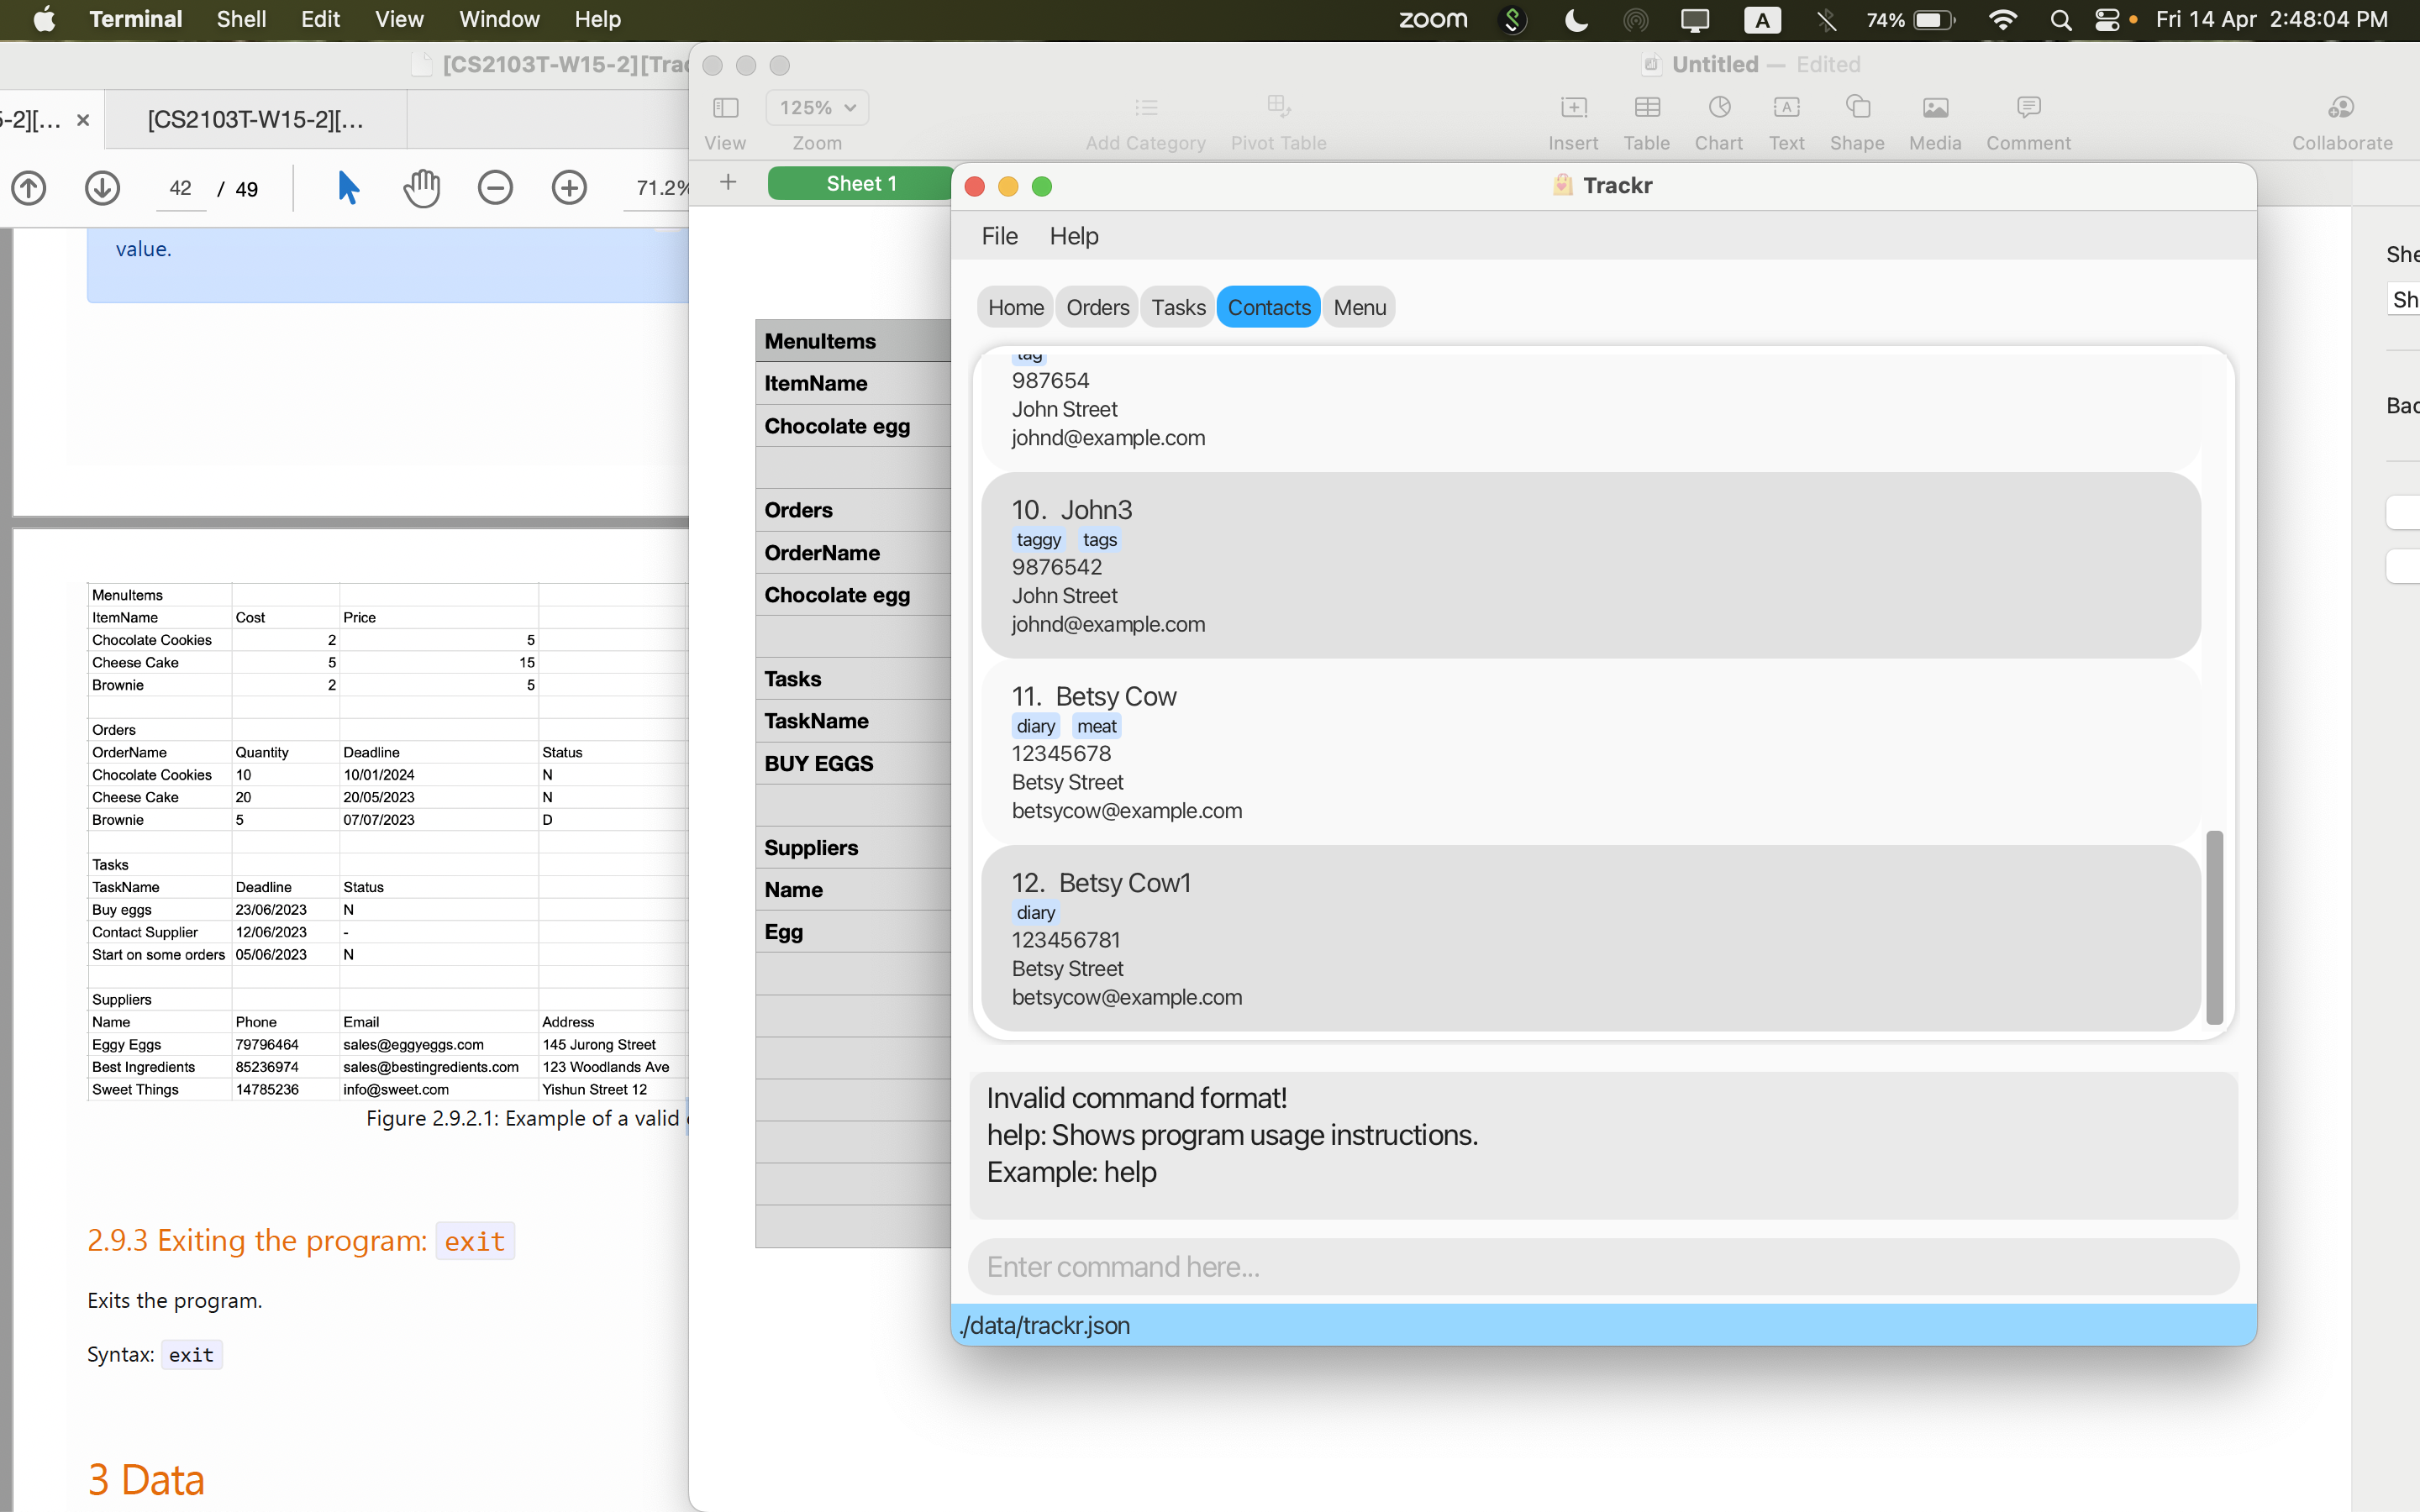 Terminal Shell Edit View Window Help
zoom A 74% Fri 14 Apr 2:48:04 PM
[CS2103T-W15-2][Trac
5-2][... × [CS2103T-W15-2][...
42 / 49 71.2%
value.
MenuItems
ItemName Cost Price
Chocolate Cookies 2 5
Cheese Cake 5 15
Brownie 2 5
Orders
OrderName Quantity Deadline Status
Chocolate Cookies 10 10/01/2024 N
Cheese Cake 20 20/05/2023 N
Brownie 5 07/07/2023 D
Tasks
TaskName Deadline Status
Buy eggs 23/06/2023 N
Contact Supplier 12/06/2023 -
Start on some orders 05/06/2023 N
Suppliers
Name Phone Email Address
Eggy Eggs 79796464 sales@eggyeggs.com 145 Jurong Street
Best Ingredients 85236974 sales@bestingredients.com 123 Woodlands Ave
Sweet Things 14785236 info@sweet.com Yishun Street 12
Figure 2.9.2.1: Example of a valid
2.9.3 Exiting the program: exit
Exits the program.
Syntax: exit
3 Data
Untitled — Edited
125%
View Zoom Add Category Pivot Table Insert Table Chart Text Shape Media Comment Collaborate
+ Sheet 1
MenuItems
ItemName
Chocolate egg
Orders
OrderName
Chocolate egg
Tasks
TaskName
BUY EGGS
Suppliers
Name
Egg
She
Sh
Bac
Trackr
File Help
Home Orders Tasks Contacts Menu
tag
987654
John Street
johnd@example.com
10. John3
taggy tags
9876542
John Street
johnd@example.com
11. Betsy Cow
diary meat
12345678
Betsy Street
betsycow@example.com
12. Betsy Cow1
diary
123456781
Betsy Street
betsycow@example.com
Invalid command format!
help: Shows program usage instructions.
Example: help
Enter command here...
./data/trackr.json